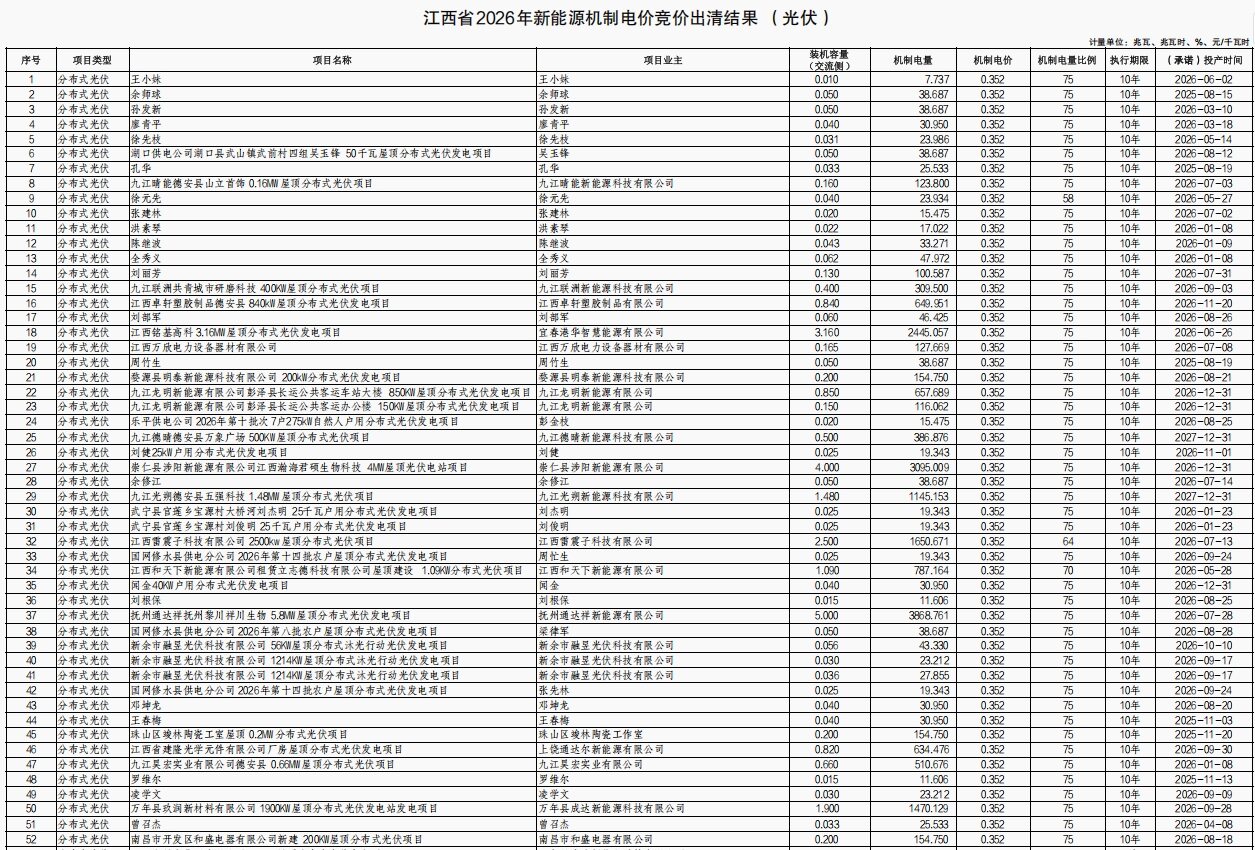 江西省2026年新能源机制电价竞价出清结果（光伏）
计量单位：兆瓦、兆瓦时、%、元/千瓦时
序号 项目类型 项目名称 项目业主 装机容量（交流侧） 机制电量 机制电价 机制电量比例 执行期限 （承诺）投产时间
1 分布式光伏 王小妹 王小妹 0.010 7.737 0.352 75 10年 2026-06-02
2 分布式光伏 余师球 余师球 0.050 38.687 0.352 75 10年 2025-08-15
3 分布式光伏 孙发新 孙发新 0.050 38.687 0.352 75 10年 2026-03-10
4 分布式光伏 廖青平 廖青平 0.040 30.950 0.352 75 10年 2026-03-18
5 分布式光伏 徐先枝 徐先枝 0.031 23.986 0.352 75 10年 2026-05-14
6 分布式光伏 湖口供电公司湖口县武山镇武前村四组吴玉锋 50千瓦屋顶分布式光伏发电项目 吴玉锋 0.050 38.687 0.352 75 10年 2026-08-12
7 分布式光伏 孔华 孔华 0.033 25.533 0.352 75 10年 2025-08-19
8 分布式光伏 九江晴能德安县山立首饰 0.16MW屋顶分布式光伏项目 九江晴能新能源科技有限公司 0.160 123.800 0.352 75 10年 2026-07-03
9 分布式光伏 徐元先 徐元先 0.040 23.934 0.352 58 10年 2026-05-27
10 分布式光伏 张建林 张建林 0.020 15.475 0.352 75 10年 2026-07-02
11 分布式光伏 洪素琴 洪素琴 0.022 17.022 0.352 75 10年 2026-01-08
12 分布式光伏 陈继波 陈继波 0.043 33.271 0.352 75 10年 2026-01-09
13 分布式光伏 全秀义 全秀义 0.062 47.972 0.352 75 10年 2026-01-08
14 分布式光伏 刘丽芳 刘丽芳 0.130 100.587 0.352 75 10年 2026-07-31
15 分布式光伏 九江联洲共青城市研磨科技 400KW屋顶分布式光伏项目 九江联洲新能源科技有限公司 0.400 309.500 0.352 75 10年 2026-09-03
16 分布式光伏 江西卓轩塑胶制品德安县 840kW屋顶分布式光伏发电项目 江西卓轩塑胶制品有限公司 0.840 649.951 0.352 75 10年 2026-11-20
17 分布式光伏 刘部军 刘部军 0.060 46.425 0.352 75 10年 2026-08-26
18 分布式光伏 江西铭基高科 3.16MW屋顶分布式光伏发电项目 宜春港华智慧能源有限公司 3.160 2445.057 0.352 75 10年 2026-06-26
19 分布式光伏 江西万欣电力设备器材有限公司 江西万欣电力设备器材有限公司 0.165 127.669 0.352 75 10年 2026-07-08
20 分布式光伏 周竹生 周竹生 0.050 38.687 0.352 75 10年 2025-08-19
21 分布式光伏 婺源县明泰新能源科技有限公司 200kW分布式光伏发电项目 婺源县明泰新能源科技有限公司 0.200 154.750 0.352 75 10年 2026-08-21
22 分布式光伏 九江龙明新能源有限公司彭泽县长运公共客运车站大楼 850KW屋顶分布式光伏发电项目 九江龙明新能源有限公司 0.850 657.689 0.352 75 10年 2026-12-31
23 分布式光伏 九江龙明新能源有限公司彭泽县长运公共客运办公楼 150KW屋顶分布式光伏发电项目 九江龙明新能源有限公司 0.150 116.062 0.352 75 10年 2026-12-31
24 分布式光伏 乐平供电公司 2026年第十批次 7户275kW自然人户用分布式光伏发电项目 彭金枝 0.020 15.475 0.352 75 10年 2026-08-25
25 分布式光伏 九江德晴德安县万象广场 500KW屋顶分布式光伏项目 九江德晴新能源科技有限公司 0.500 386.876 0.352 75 10年 2027-12-31
26 分布式光伏 刘健25kW户用分布式光伏发电项目 刘健 0.025 19.343 0.352 75 10年 2026-11-01
27 分布式光伏 崇仁县涉阳新能源有限公司江西瀚海君硕生物科技 4MW屋顶光伏电站项目 崇仁县涉阳新能源有限公司 4.000 3095.009 0.352 75 10年 2026-12-31
28 分布式光伏 余修江 余修江 0.050 38.687 0.352 75 10年 2026-07-14
29 分布式光伏 九江光朔德安县五强科技 1.48MW屋顶分布式光伏项目 九江光朔新能源科技有限公司 1.480 1145.153 0.352 75 10年 2027-12-31
30 分布式光伏 武宁县官莲乡宝源村大桥河刘杰明 25千瓦户用分布式光伏发电项目 刘杰明 0.025 19.343 0.352 75 10年 2026-01-23
31 分布式光伏 武宁县官莲乡宝源村刘俊明 25千瓦户用分布式光伏发电项目 刘俊明 0.025 19.343 0.352 75 10年 2026-01-23
32 分布式光伏 江西雷震子科技有限公司 2500kw屋顶分布式光伏项目 江西雷震子科技有限公司 2.500 1650.671 0.352 64 10年 2026-07-13
33 分布式光伏 国网修水县供电分公司 2026年第十四批农户屋顶分布式光伏发电项目 周忙生 0.025 19.343 0.352 75 10年 2026-09-24
34 分布式光伏 江西和天下新能源有限公司租赁立志德科技有限公司屋顶建设 1.09KW分布式光伏项目 江西和天下新能源有限公司 1.090 787.164 0.352 70 10年 2026-05-28
35 分布式光伏 闻金40KW户用分布式光伏发电项目 闻金 0.040 30.950 0.352 75 10年 2026-12-31
36 分布式光伏 刘根保 刘根保 0.015 11.606 0.352 75 10年 2026-08-25
37 分布式光伏 抚州通达祥抚州黎川祥川生物 5.8MW屋顶分布式光伏发电项目 抚州通达祥新能源有限公司 5.000 3868.761 0.352 75 10年 2026-07-28
38 分布式光伏 国网修水县供电分公司 2026年第八批农户屋顶分布式光伏发电项目 梁律军 0.050 38.687 0.352 75 10年 2026-08-28
39 分布式光伏 新余市融昱光伏科技有限公司 56KW屋顶分布式沐光行动光伏发电项目 新余市融昱光伏科技有限公司 0.056 43.330 0.352 75 10年 2026-10-10
40 分布式光伏 新余市融昱光伏科技有限公司 1214KW屋顶分布式沐光行动光伏发电项目 新余市融昱光伏科技有限公司 0.030 23.212 0.352 75 10年 2026-09-17
41 分布式光伏 新余市融昱光伏科技有限公司 1214KW屋顶分布式沐光行动光伏发电项目 新余市融昱光伏科技有限公司 0.036 27.855 0.352 75 10年 2026-09-17
42 分布式光伏 国网修水县供电分公司 2026年第十四批农户屋顶分布式光伏发电项目 张先林 0.025 19.343 0.352 75 10年 2026-09-24
43 分布式光伏 邓坤龙 邓坤龙 0.040 30.950 0.352 75 10年 2026-08-20
44 分布式光伏 王春梅 王春梅 0.040 30.950 0.352 75 10年 2025-11-03
45 分布式光伏 珠山区竣林陶瓷工室屋顶 0.2MW分布式光伏项目 珠山区竣林陶瓷工作室 0.200 154.750 0.352 75 10年 2025-11-20
46 分布式光伏 江西省建隆光学元件有限公司厂房屋顶分布式光伏发电项目 上饶通达尔新能源有限公司 0.820 634.476 0.352 75 10年 2026-09-30
47 分布式光伏 九江昊宏实业有限公司德安县 0.66MW屋顶分布式光伏项目 九江昊宏实业有限公司 0.660 510.676 0.352 75 10年 2026-01-08
48 分布式光伏 罗维尔 罗维尔 0.015 11.606 0.352 75 10年 2025-11-13
49 分布式光伏 凌学文 凌学文 0.030 23.212 0.352 75 10年 2026-09-09
50 分布式光伏 万年县玖润新材料有限公司 1900KW屋顶分布式光伏发电站发电项目 万年县成达新能源科技有限公司 1.900 1470.129 0.352 75 10年 2026-09-28
51 分布式光伏 曾召杰 曾召杰 0.033 25.533 0.352 75 10年 2026-04-08
52 分布式光伏 南昌市开发区和盛电器有限公司新建 200KW屋顶分布式光伏项目 南昌市和盛电器有限公司 0.200 154.750 0.352 75 10年 2026-08-18